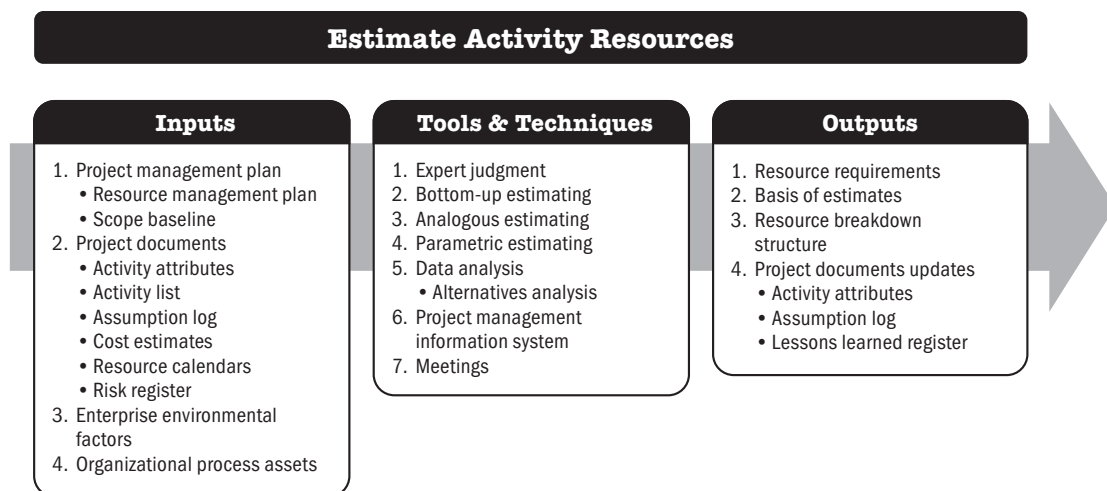 Estimate Activity Resources
Inputs
1. Project management plan
• Resource management plan
• Scope baseline
2. Project documents
• Activity attributes
• Activity list
• Assumption log
• Cost estimates
• Resource calendars
• Risk register
3. Enterprise environmental
factors
4. Organizational process assets
Tools & Techniques
1. Expert judgment
2. Bottom-up estimating
3. Analogous estimating
4. Parametric estimating
5. Data analysis
• Alternatives analysis
6. Project management
information system
7. Meetings
Outputs
1. Resource requirements
2. Basis of estimates
3. Resource breakdown
structure
4. Project documents updates
• Activity attributes
• Assumption log
• Lessons learned register